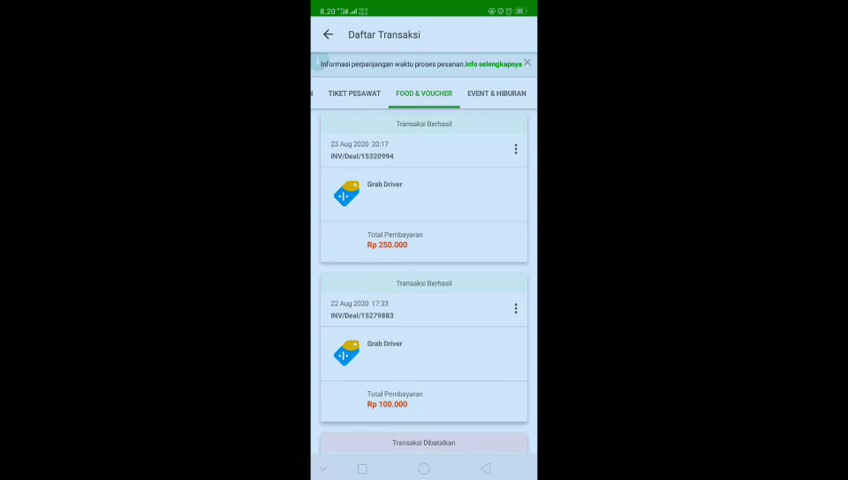 8.20
Daftar Transaksi
Informasi perpanjangan waktu proses pesanan.info selengkapnya
N TIKET PESAWAT FOOD & VOUCHER EVENT & HIBURAN
Transaksi Berhasil
23 Aug 2020 20:17
INV/Deal/15320994
Grab Driver
Total Pembayaran
Rp 250.000
Transaksi Berhasil
22 Aug 2020 17:33
INV/Deal/15279883
Grab Driver
Total Pembayaran
Rp 100.000
Transaksi Dibatalkan